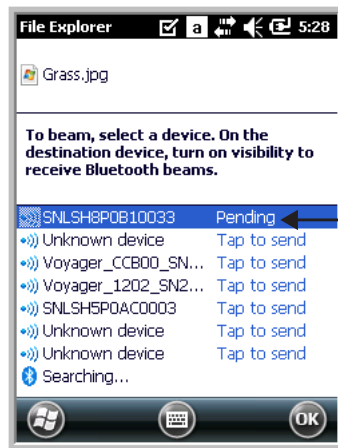 File Explorer a 5:28
Grass.jpg
To beam, select a device. On the
destination device, turn on visibility to
receive Bluetooth beams.
SNLSH8P0B10033 Pending
Unknown device Tap to send
Voyager_CCB00_SN... Tap to send
Voyager_1202_SN2... Tap to send
SNLSH5P0AC0003 Tap to send
Unknown device Tap to send
Unknown device Tap to send
Searching...
OK